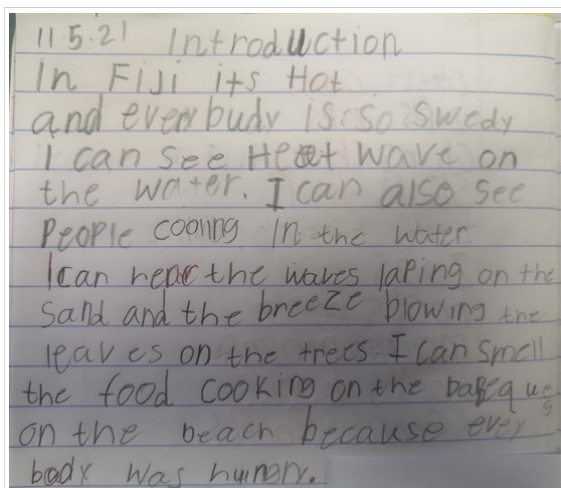 11.5.21 Introduction
In Fiji its Hot
and every budy is so swedy
I can see Heat wave on
the water. I can also see
People cooling in the water.
I can hear the waves laping on the
sand and the breeze blowing the
leaves on the trees. I can smell
the food cooking on the barbeques
on the beach because every
body was hungry.